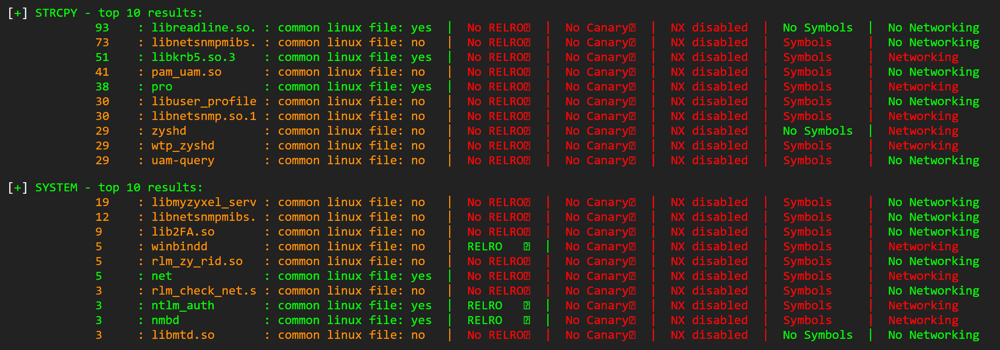 [+] STRCPY - top 10 results:
93 : libreadline.so. : common linux file: yes | No RELRO | No Canary | NX disabled | No Symbols | No Networking
73 : libnetsnmpmibs. : common linux file: no | No RELRO | No Canary | NX disabled | Symbols | No Networking
51 : libkrb5.so.3 : common linux file: yes | No RELRO | No Canary | NX disabled | Symbols | Networking
41 : pam_uam.so : common linux file: no | No RELRO | No Canary | NX disabled | Symbols | No Networking
38 : pro : common linux file: yes | No RELRO | No Canary | NX disabled | Symbols | Networking
30 : libuser_profile : common linux file: no | No RELRO | No Canary | NX disabled | Symbols | No Networking
30 : libnetsnmp.so.1 : common linux file: no | No RELRO | No Canary | NX disabled | Symbols | Networking
29 : zyshd : common linux file: no | No RELRO | No Canary | NX disabled | No Symbols | Networking
29 : wtp_zyshd : common linux file: no | No RELRO | No Canary | NX disabled | Symbols | Networking
29 : uam-query : common linux file: no | No RELRO | No Canary | NX disabled | Symbols | No Networking
[+] SYSTEM - top 10 results:
19 : libmyzyxel_serv : common linux file: no | No RELRO | No Canary | NX disabled | Symbols | No Networking
12 : libnetsnmpmibs. : common linux file: no | No RELRO | No Canary | NX disabled | Symbols | No Networking
9 : lib2FA.so : common linux file: no | No RELRO | No Canary | NX disabled | Symbols | No Networking
5 : winbindd : common linux file: no | RELRO | No Canary | NX disabled | Symbols | Networking
5 : rlm_zy_rid.so : common linux file: no | No RELRO | No Canary | NX disabled | Symbols | No Networking
5 : net : common linux file: yes | No RELRO | No Canary | NX disabled | Symbols | Networking
3 : rlm_check_net.s : common linux file: no | No RELRO | No Canary | NX disabled | Symbols | No Networking
3 : ntlm_auth : common linux file: yes | RELRO | No Canary | NX disabled | Symbols | Networking
3 : nmbd : common linux file: yes | RELRO | No Canary | NX disabled | Symbols | Networking
3 : libmtd.so : common linux file: no | No RELRO | No Canary | NX disabled | No Symbols | No Networking